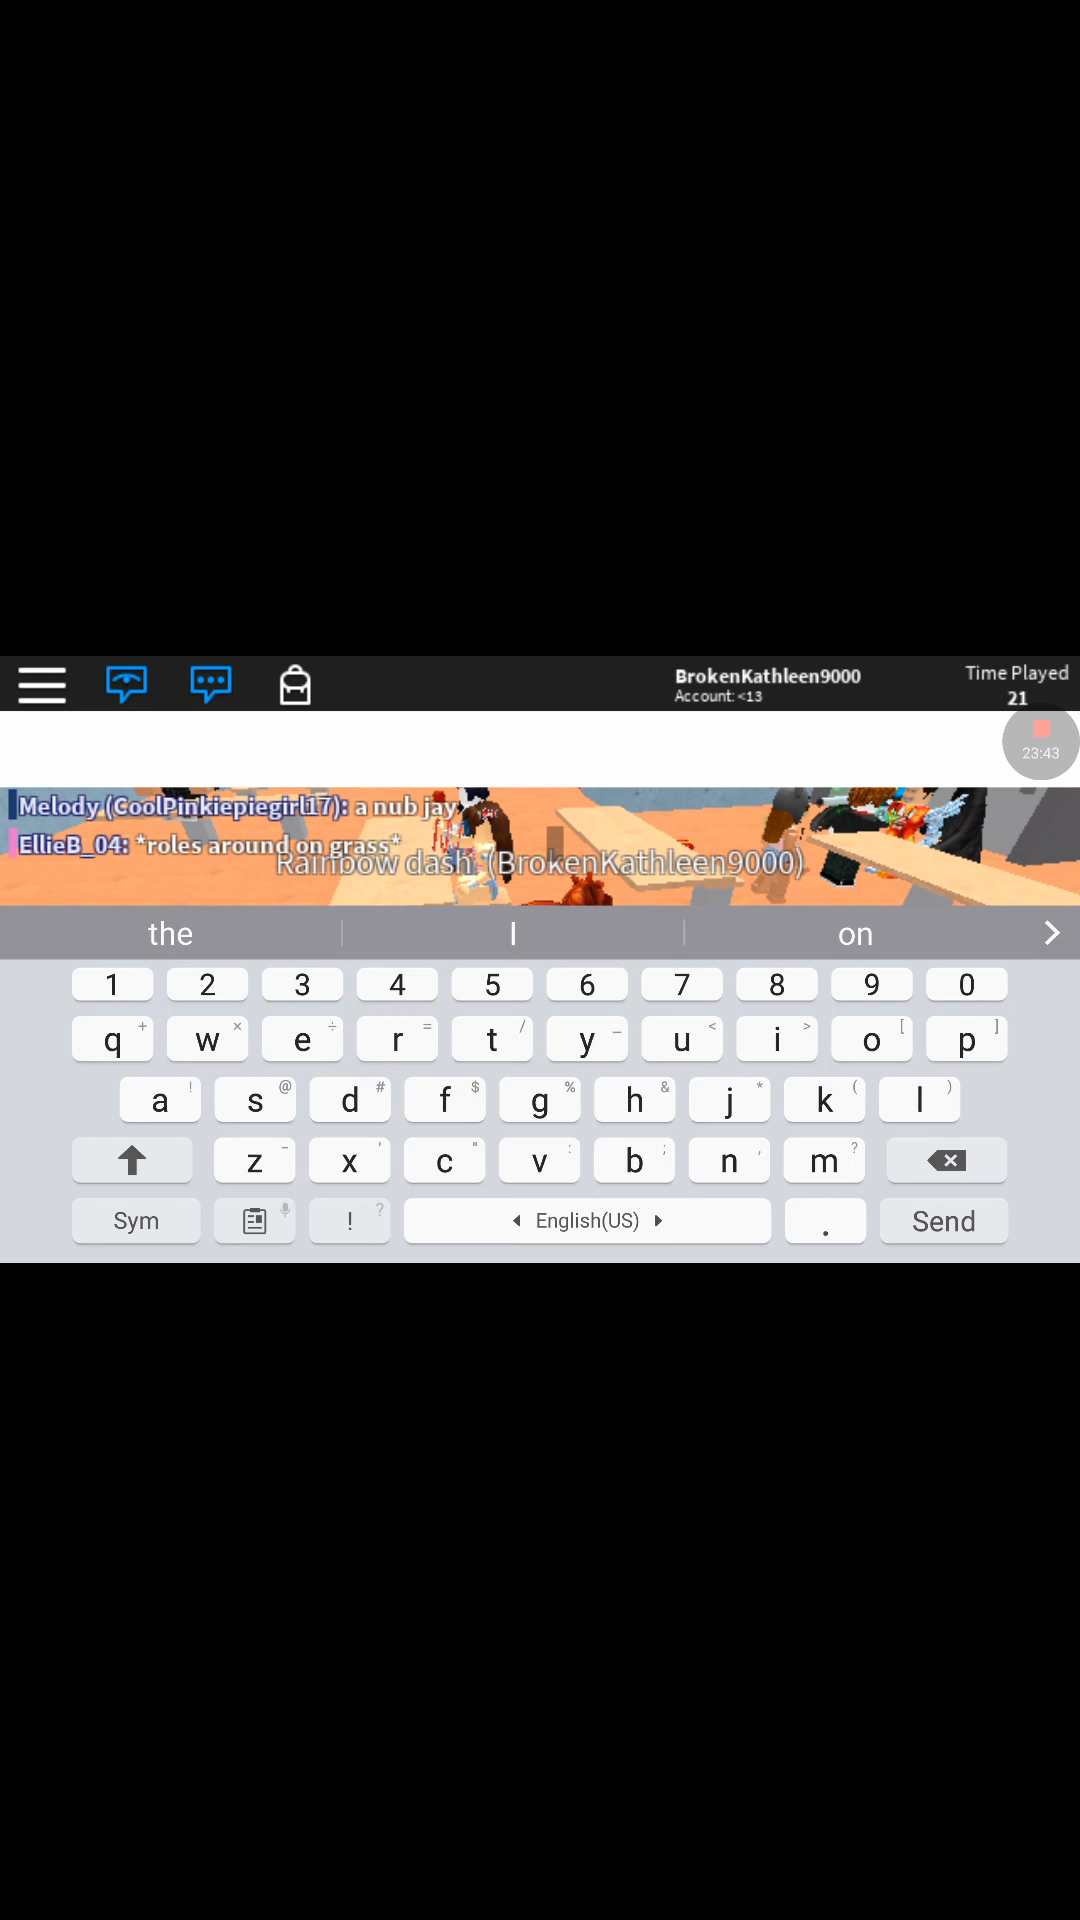 BrokenKathleen9000
Account: <13
Time Played
21
23:43
Melody (CoolPinkiepiegirl17): a nub jay
EllieB_04: *roles around on grass*
Rainbow dash (BrokenKathleen9000)
the I on
1 2 3 4 5 6 7 8 9 0
q + w × e ÷ r = t / y _ u < i > o [ p ]
a ! s @ d # f $ g % h & j * k ( l )
z - x ' c " v : b ; n , m ?
Sym ! ? English(US) . Send